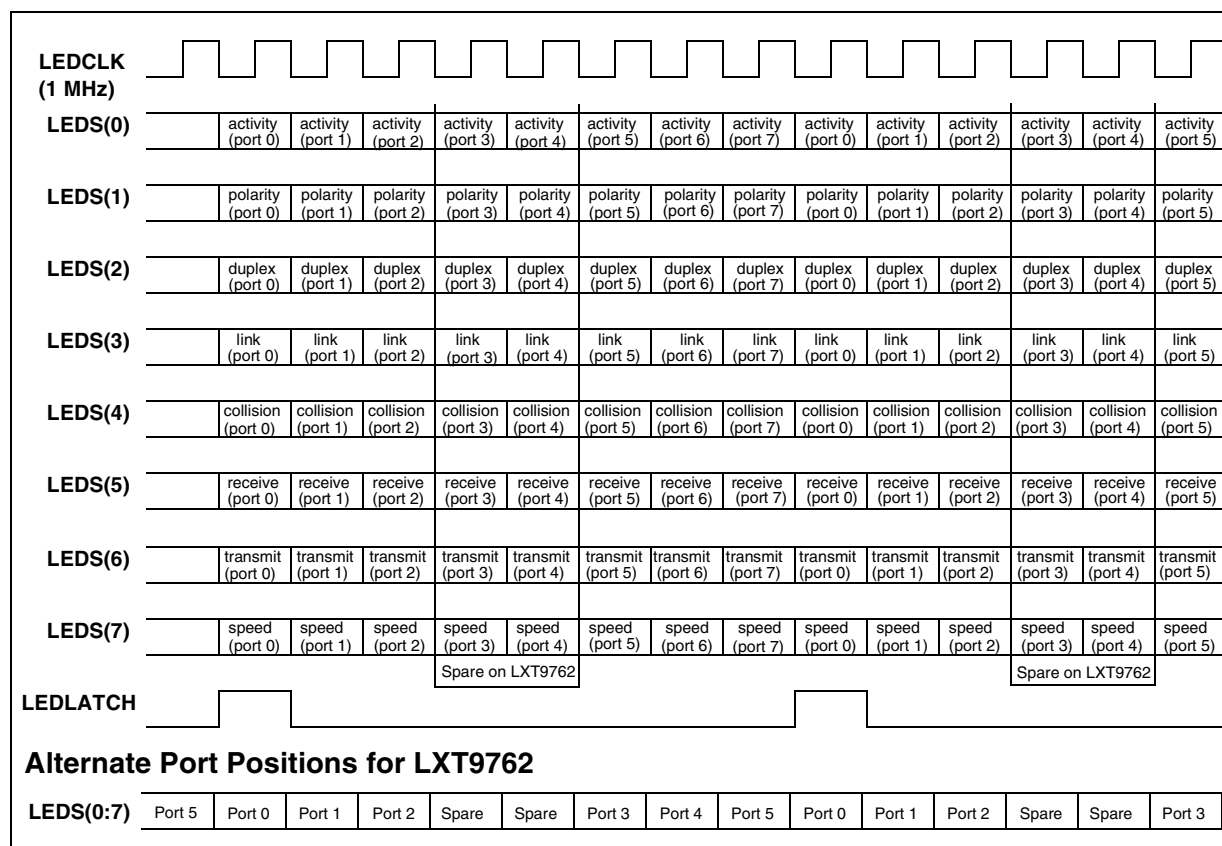 LEDCLK
(1 MHz)
LEDS(0)
activity activity activity activity activity activity activity activity activity activity activity activity activity activity
(port 0) (port 1) (port 2) (port 3) (port 4) (port 5) (port 6) (port 7) (port 0) (port 1) (port 2) (port 3) (port 4) (port 5)
LEDS(1)
polarity polarity polarity polarity polarity polarity polarity polarity polarity polarity polarity polarity polarity polarity
(port 0) (port 1) (port 2) (port 3) (port 4) (port 5) (port 6) (port 7) (port 0) (port 1) (port 2) (port 3) (port 4) (port 5)
LEDS(2)
duplex duplex duplex duplex duplex duplex duplex duplex duplex duplex duplex duplex duplex duplex
(port 0) (port 1) (port 2) (port 3) (port 4) (port 5) (port 6) (port 7) (port 0) (port 1) (port 2) (port 3) (port 4) (port 5)
LEDS(3)
link link link link link link link link link link link link link link
(port 0) (port 1) (port 2) (port 3) (port 4) (port 5) (port 6) (port 7) (port 0) (port 1) (port 2) (port 3) (port 4) (port 5)
LEDS(4)
collision collision collision collision collision collision collision collision collision collision collision collision collision collision
(port 0) (port 1) (port 2) (port 3) (port 4) (port 5) (port 6) (port 7) (port 0) (port 1) (port 2) (port 3) (port 4) (port 5)
LEDS(5)
receive receive receive receive receive receive receive receive receive receive receive receive receive receive
(port 0) (port 1) (port 2) (port 3) (port 4) (port 5) (port 6) (port 7) (port 0) (port 1) (port 2) (port 3) (port 4) (port 5)
LEDS(6)
transmit transmit transmit transmit transmit transmit transmit transmit transmit transmit transmit transmit transmit transmit
(port 0) (port 1) (port 2) (port 3) (port 4) (port 5) (port 6) (port 7) (port 0) (port 1) (port 2) (port 3) (port 4) (port 5)
LEDS(7)
speed speed speed speed speed speed speed speed speed speed speed speed speed speed
(port 0) (port 1) (port 2) (port 3) (port 4) (port 5) (port 6) (port 7) (port 0) (port 1) (port 2) (port 3) (port 4) (port 5)
Spare on LXT9762 Spare on LXT9762
LEDLATCH
Alternate Port Positions for LXT9762
LEDS(0:7) Port 5 Port 0 Port 1 Port 2 Spare Spare Port 3 Port 4 Port 5 Port 0 Port 1 Port 2 Spare Spare Port 3